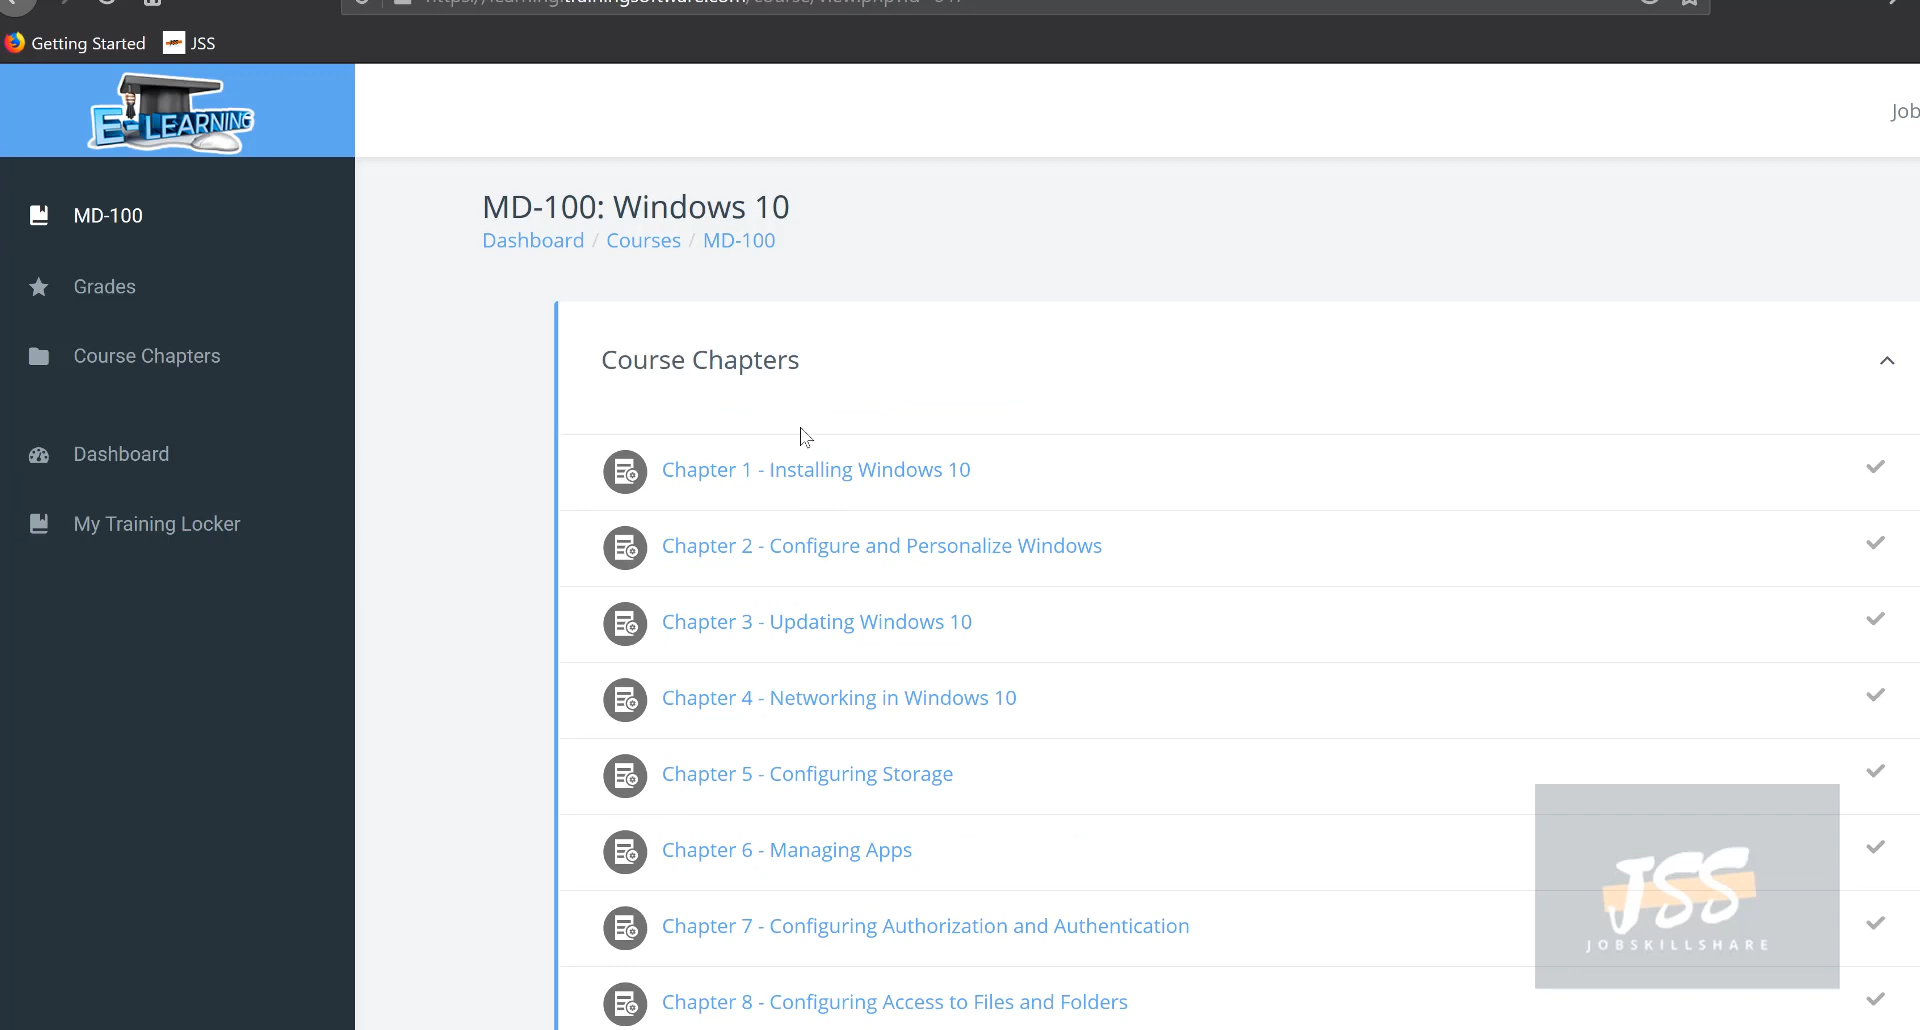 Getting Started
JSS
E-LEARNING
Job
MD-100
Grades
Course Chapters
Dashboard
My Training Locker
MD-100: Windows 10
Dashboard / Courses / MD-100
Course Chapters
Chapter 1 - Installing Windows 10
Chapter 2 - Configure and Personalize Windows
Chapter 3 - Updating Windows 10
Chapter 4 - Networking in Windows 10
Chapter 5 - Configuring Storage
Chapter 6 - Managing Apps
Chapter 7 - Configuring Authorization and Authentication
Chapter 8 - Configuring Access to Files and Folders
JSS
JOBSKILLSHARE